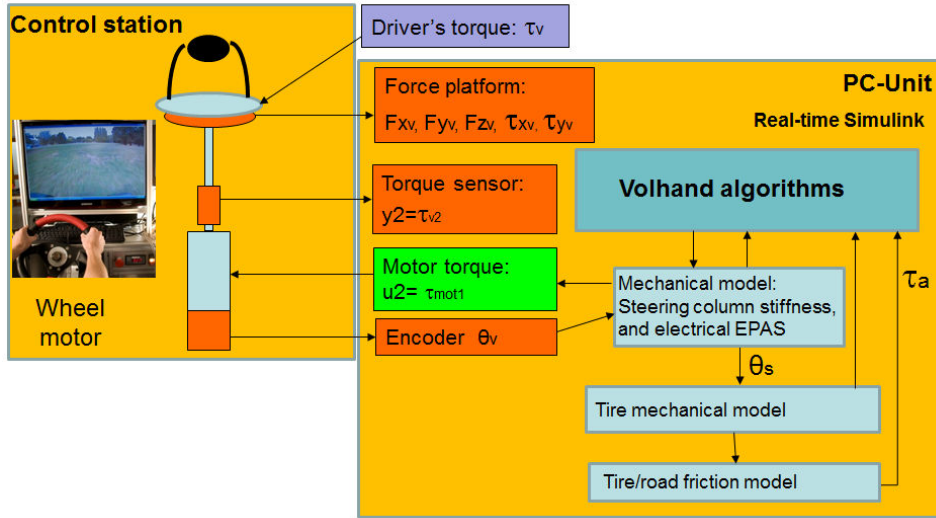 Control station
Driver's torque: τv
PC-Unit
Real-time Simulink
Force platform:
Fxv, Fyv, Fzv, τxv, τyv
Torque sensor:
y2=τv2
Volhand algorithms
Motor torque:
u2= τmot1
Mechanical model:
Steering column stiffness,
and electrical EPAS
τa
Wheel
motor
Encoder θv
θs
Tire mechanical model
Tire/road friction model